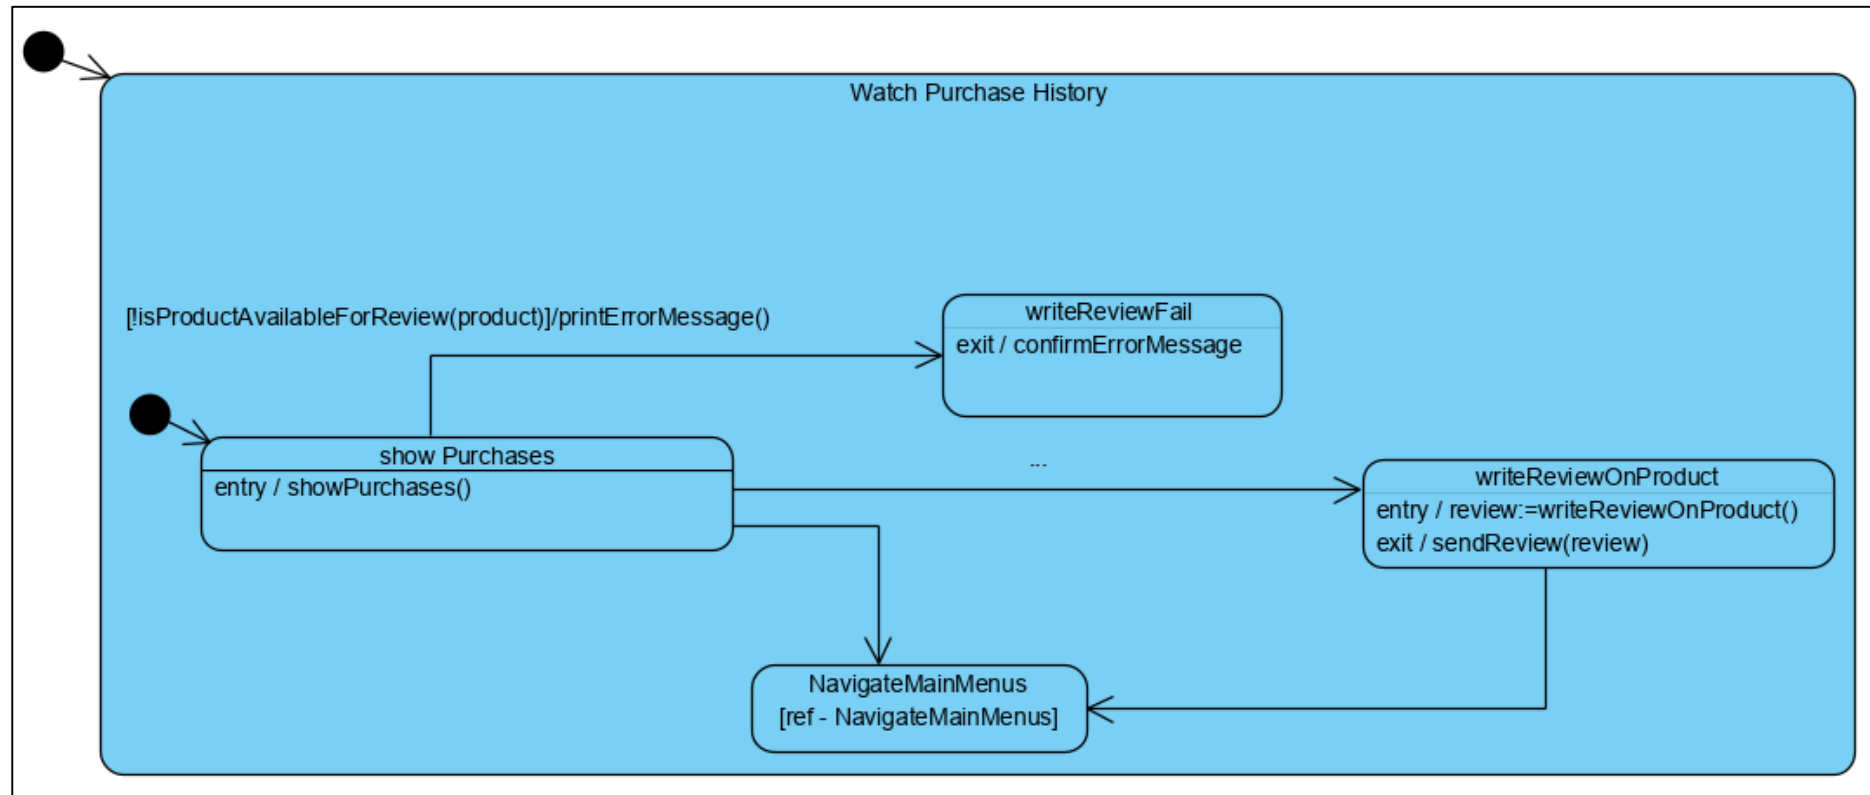 Watch Purchase History
[!isProductAvailableForReview(product)]/printErrorMessage()
writeReviewFail
exit / confirmErrorMessage
show Purchases
entry / showPurchases()
...
writeReviewOnProduct
entry / review:=writeReviewOnProduct()
exit / sendReview(review)
NavigateMainMenus
[ref - NavigateMainMenus]